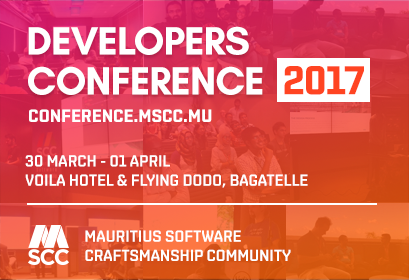 DEVELOPERS
CONFERENCE 2017
CONFERENCE.MSCC.MU
30 MARCH - 01 APRIL
VOILA HOTEL & FLYING DODO, BAGATELLE
M
SCC
MAURITIUS SOFTWARE
CRAFTSMANSHIP COMMUNITY